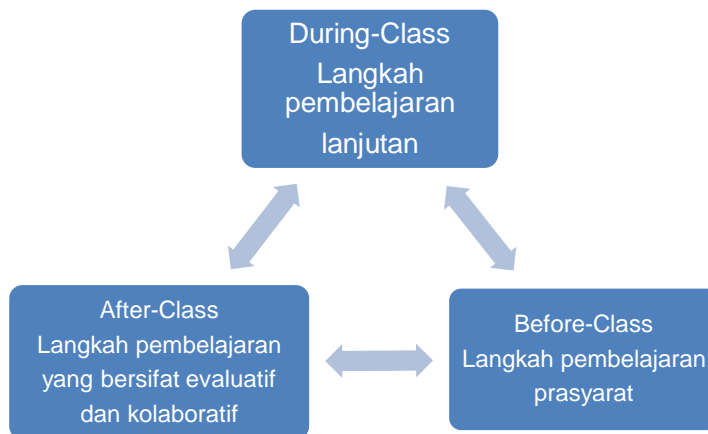 During-Class
Langkah
pembelajaran
lanjutan
After-Class
Langkah pembelajaran
yang bersifat evaluatif
dan kolaboratif
Before-Class
Langkah pembelajaran
prasyarat